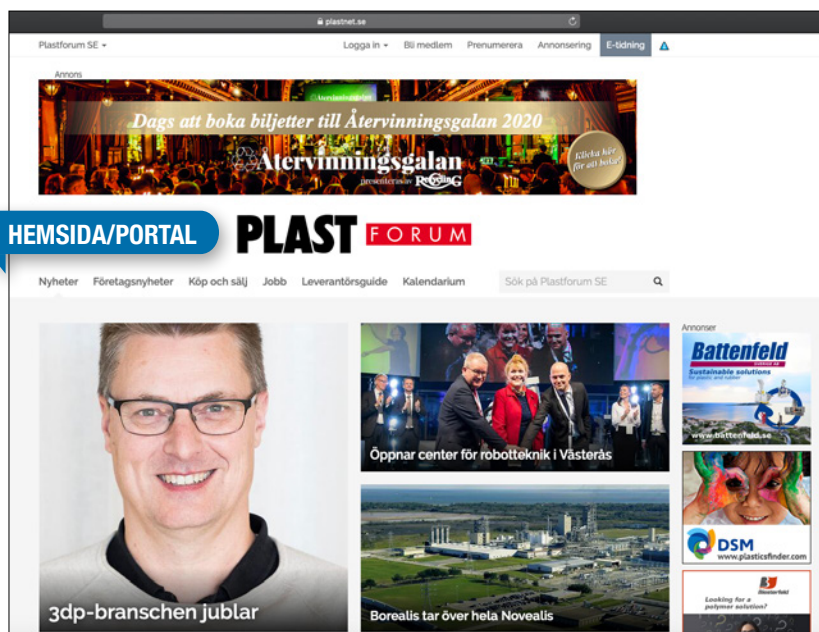 plastnet.se
Plastforum SE
Logga in
Bli medlem
Prenumerera
Annonsering
E-tidning
Annons
Dags att boka biljetter till Återvinningsgalan 2020
Återvinningsgalan
presenteras av Recycling
Klicka här
för att boka!
HEMSIDA/PORTAL
PLAST FORUM
Nyheter
Företagsnyheter
Köp och sälj
Jobb
Leverantörsguide
Kalendarium
Sök på Plastforum SE
3dp-branschen jublar
Öppnar center för robotteknik i Västerås
Borealis tar över hela Novealis
Annonser
Battenfeld
SVERIGE AB
Sustainable solutions
for plastic and rubber
www.battenfeld.se
DSM
www.plasticsfinder.com
Biesterfeld
Looking for a
polymer solution?